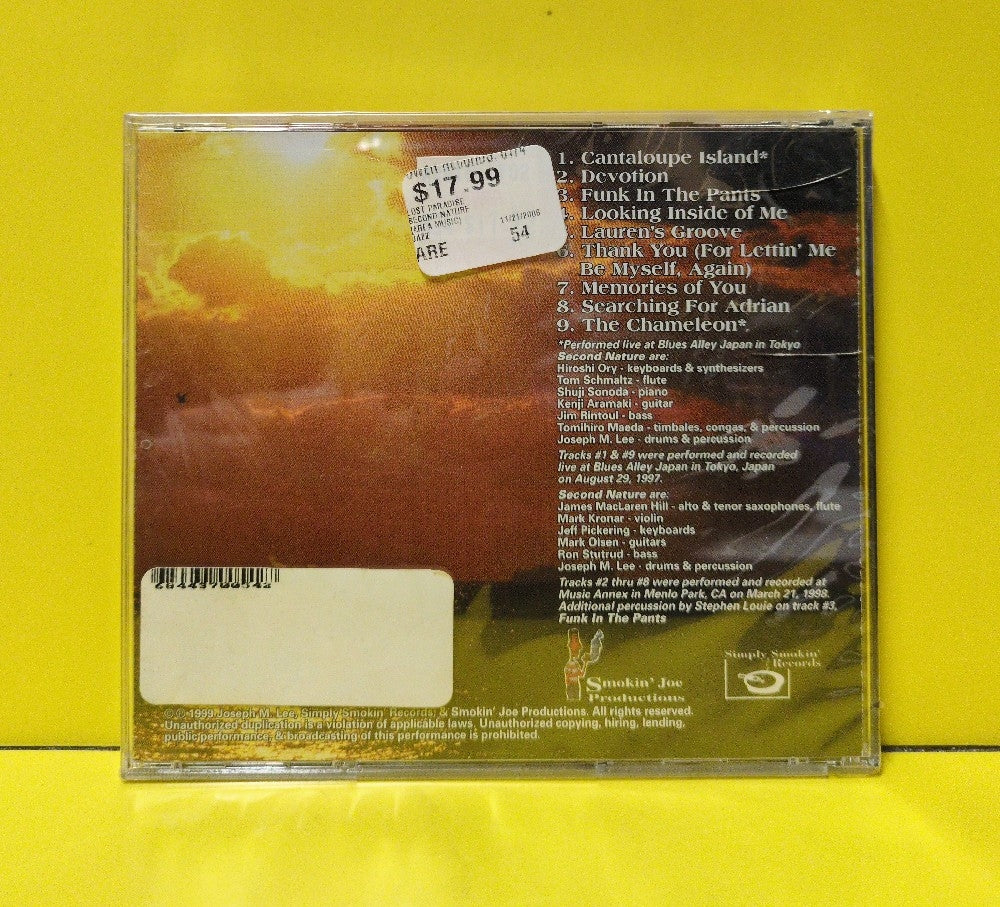 $17.99
LOST PARADISE
SECOND NATURE
JAZZ
11/21/2006
54
1. Cantaloupe Island*
2. Devotion
3. Funk In The Pants
Looking Inside of Me
Lauren's Groove
Thank You (For Lettin' Me
Be Myself, Again)
7. Memories of You
8. Searching For Adrian
9. The Chameleon*
*Performed live at Blues Alley Japan in Tokyo
Second Nature are:
Hiroshi Ory - keyboards & synthesizers
Tom Schmaltz - flute
Shuji Sonoda - piano
Kenji Aramaki - guitar
Jim Rintoul - bass
Tomihiro Maeda - timbales, congas, & percussion
Joseph M. Lee - drums & percussion
Tracks #1 & #9 were performed and recorded
live at Blues Alley Japan in Tokyo, Japan
on August 29, 1997.
Second Nature are:
James MacLaren Hill - alto & tenor saxophones, flute
Mark Kronar - violin
Jeff Pickering - keyboards
Mark Olsen - guitars
Ron Stutrud - bass
Joseph M. Lee - drums & percussion
Tracks #2 thru #8 were performed and recorded at
Music Annex in Menlo Park, CA on March 21, 1998.
Additional percussion by Stephen Louie on track #3,
Funk In The Pants
Smokin' Joe
Productions
Simply Smokin'
Records
©℗ 1999 Joseph M. Lee, Simply Smokin' Records, & Smokin' Joe Productions. All rights reserved.
Unauthorized duplication is a violation of applicable laws. Unauthorized copying, hiring, lending,
public performance, & broadcasting of this performance is prohibited.